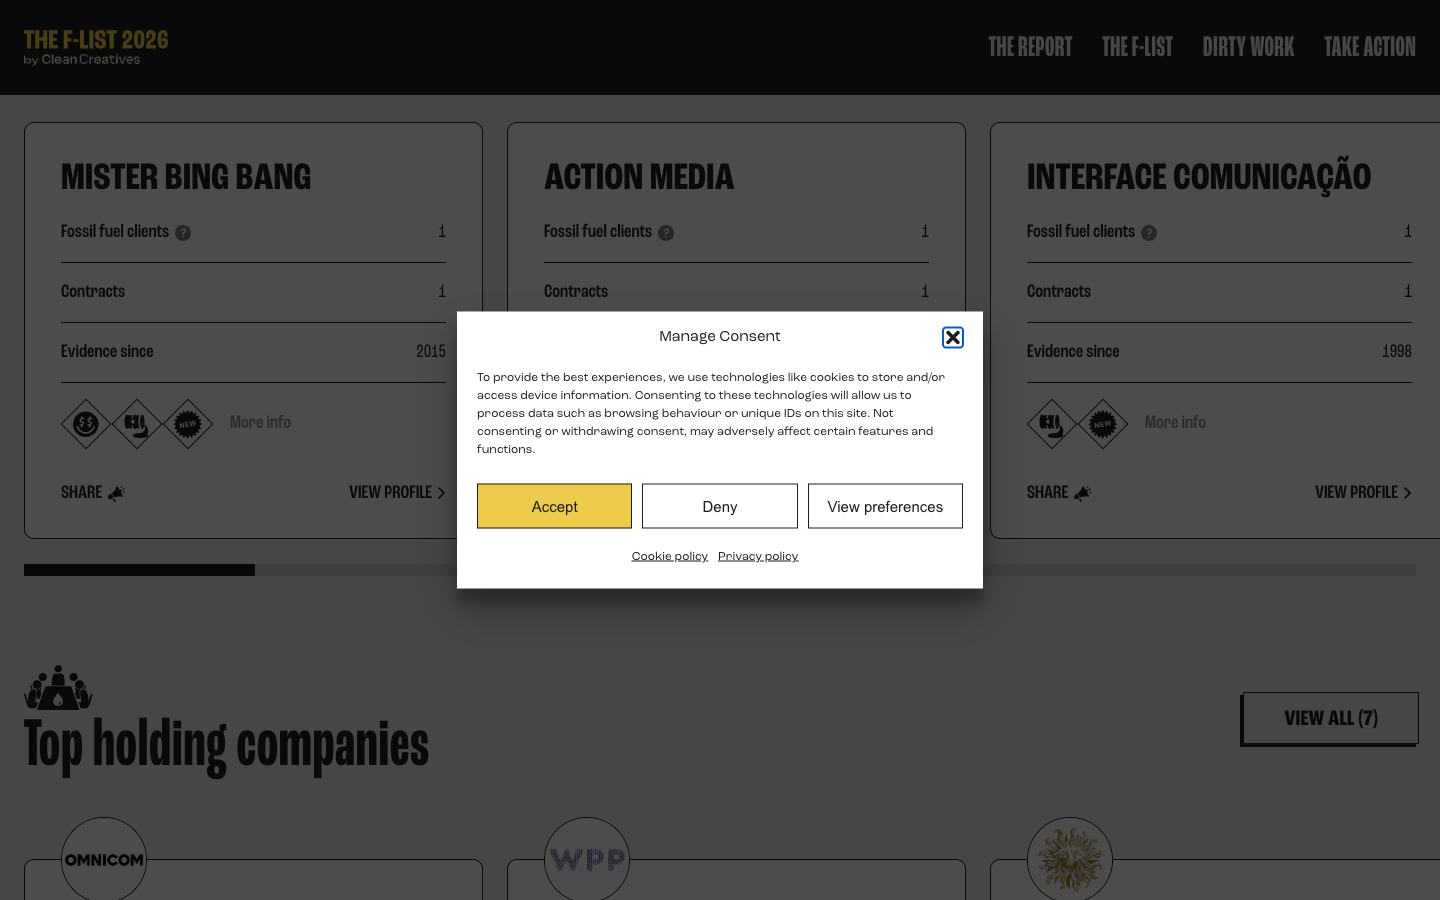 THE F-LIST 2026
by Clean Creatives
THE REPORT
THE F-LIST
DIRTY WORK
TAKE ACTION
MISTER BING BANG
Fossil fuel clients ? 1
Contracts 1
Evidence since 2015
NEW
More info
SHARE
VIEW PROFILE
ACTION MEDIA
Fossil fuel clients ? 1
Contracts 1
INTERFACE COMUNICAÇÃO
Fossil fuel clients ? 1
Contracts 1
Evidence since 1998
NEW
More info
SHARE
VIEW PROFILE
Manage Consent
To provide the best experiences, we use technologies like cookies to store and/or
access device information. Consenting to these technologies will allow us to
process data such as browsing behaviour or unique IDs on this site. Not
consenting or withdrawing consent, may adversely affect certain features and
functions.
Accept
Deny
View preferences
Cookie policy
Privacy policy
Top holding companies
VIEW ALL (7)
OMNICOM
WPP